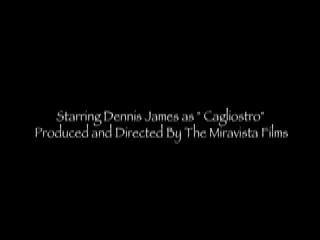 Starring Dennis James as " Cagliostro"
Produced and Directed By The Miravista Films